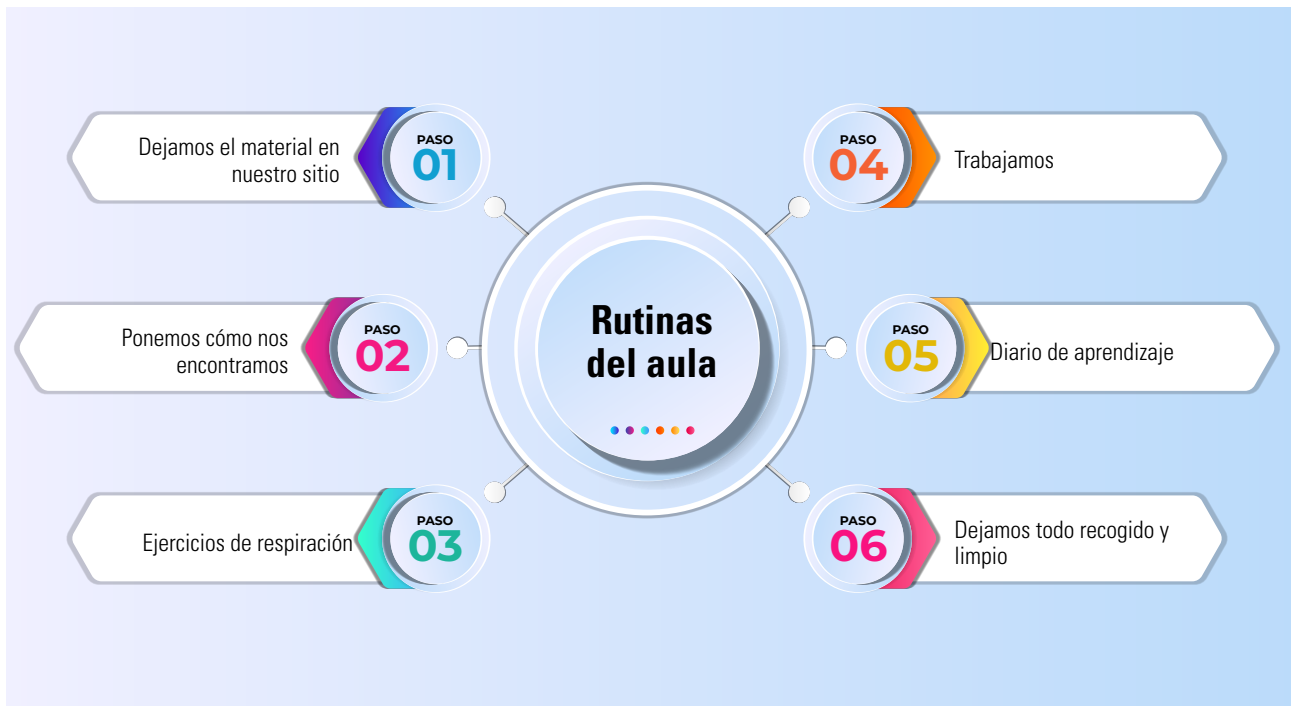 Rutinas
del aula
PASO
01
Dejamos el material en
nuestro sitio
PASO
02
Ponemos cómo nos
encontramos
PASO
03
Ejercicios de respiración
PASO
04
Trabajamos
PASO
05
Diario de aprendizaje
PASO
06
Dejamos todo recogido y
limpio